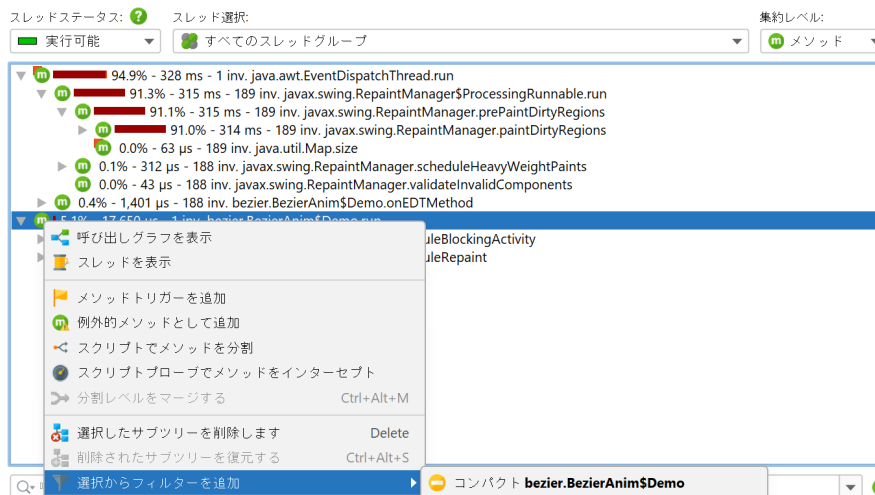 スレッドステータス: ?
スレッド選択:
集約レベル:
実行可能
すべてのスレッドグループ
メソッド
94.9% - 328 ms - 1 inv. java.awt.EventDispatchThread.run
91.3% - 315 ms - 189 inv. javax.swing.RepaintManager$ProcessingRunnable.run
91.1% - 315 ms - 189 inv. javax.swing.RepaintManager.prePaintDirtyRegions
91.0% - 314 ms - 189 inv. javax.swing.RepaintManager.paintDirtyRegions
0.0% - 63 µs - 189 inv. java.util.Map.size
0.1% - 312 µs - 188 inv. javax.swing.RepaintManager.scheduleHeavyWeightPaints
0.0% - 43 µs - 188 inv. javax.swing.RepaintManager.validateInvalidComponents
0.4% - 1,401 µs - 188 inv. bezier.BezierAnim$Demo.onEDTMethod
5.1% - 17,650 µs - 1 inv. bezier.BezierAnim$Demo.run
呼び出しグラフを表示
uleBlockingActivity
スレッドを表示
uleRepaint
メソッドトリガーを追加
例外的メソッドとして追加
スクリプトでメソッドを分割
スクリプトプローブでメソッドをインターセプト
分割レベルをマージする Ctrl+Alt+M
選択したサブツリーを削除します Delete
削除されたサブツリーを復元する Ctrl+Alt+S
選択からフィルターを追加
コンパクト bezier.BezierAnim$Demo